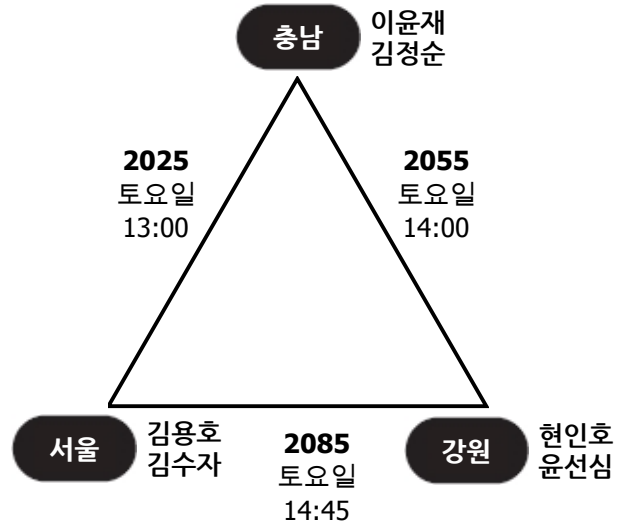 충남
이윤재
김정순
2025
토요일
13:00
2055
토요일
14:00
서울
김용호
김수자
2085
토요일
14:45
강원
현인호
윤선심